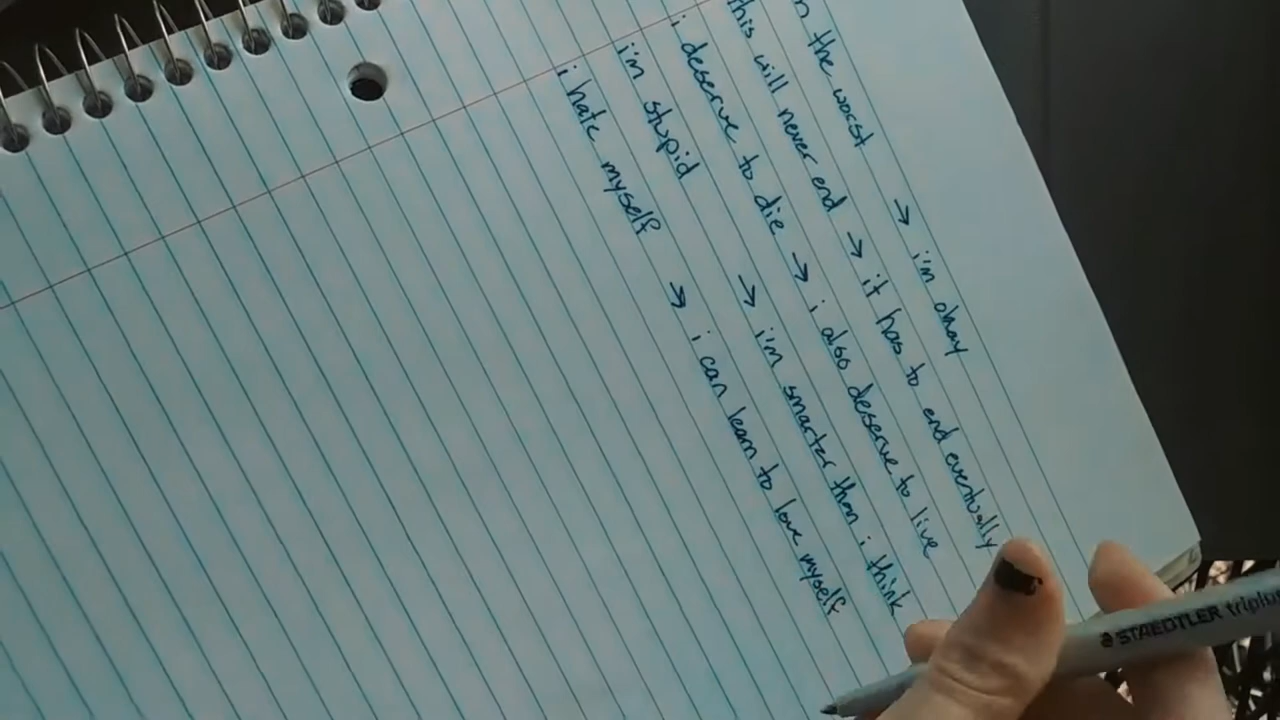 the worst → i'm okay
this will never end → it has to end eventually
i deserve to die → i also deserve to live
i'm stupid → i'm smarter than i think
i hate myself → i can learn to love myself
STAEDTLER triplus